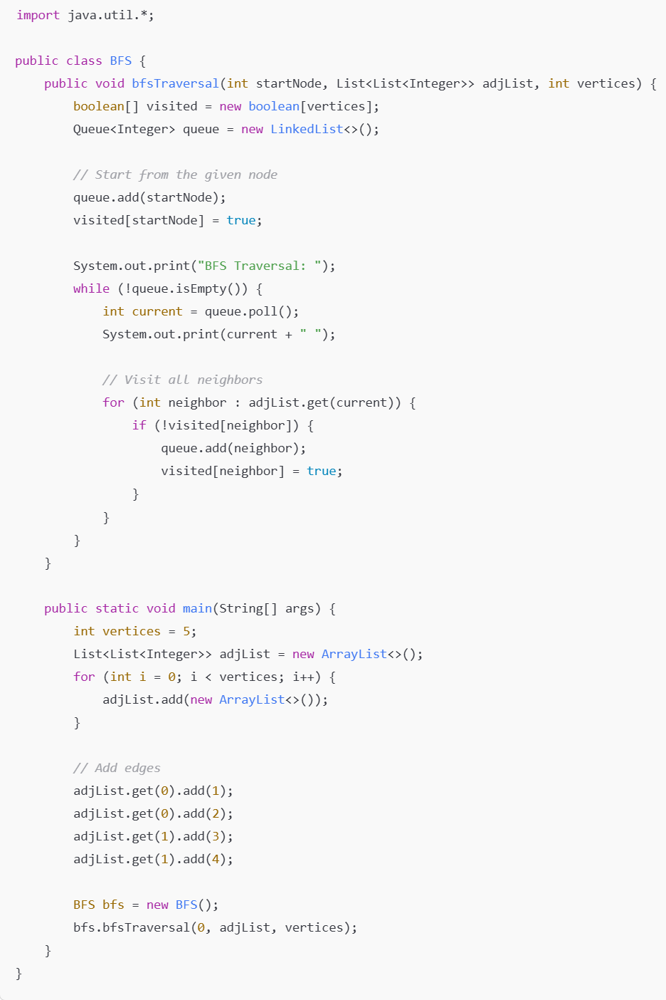 import java.util.*;

public class BFS {
    public void bfsTraversal(int startNode, List<List<Integer>> adjList, int vertices) {
        boolean[] visited = new boolean[vertices];
        Queue<Integer> queue = new LinkedList<>();

        // Start from the given node
        queue.add(startNode);
        visited[startNode] = true;

        System.out.print("BFS Traversal: ");
        while (!queue.isEmpty()) {
            int current = queue.poll();
            System.out.print(current + " ");

            // Visit all neighbors
            for (int neighbor : adjList.get(current)) {
                if (!visited[neighbor]) {
                    queue.add(neighbor);
                    visited[neighbor] = true;
                }
            }
        }
    }

    public static void main(String[] args) {
        int vertices = 5;
        List<List<Integer>> adjList = new ArrayList<>();
        for (int i = 0; i < vertices; i++) {
            adjList.add(new ArrayList<>());
        }

        // Add edges
        adjList.get(0).add(1);
        adjList.get(0).add(2);
        adjList.get(1).add(3);
        adjList.get(1).add(4);

        BFS bfs = new BFS();
        bfs.bfsTraversal(0, adjList, vertices);
    }
}